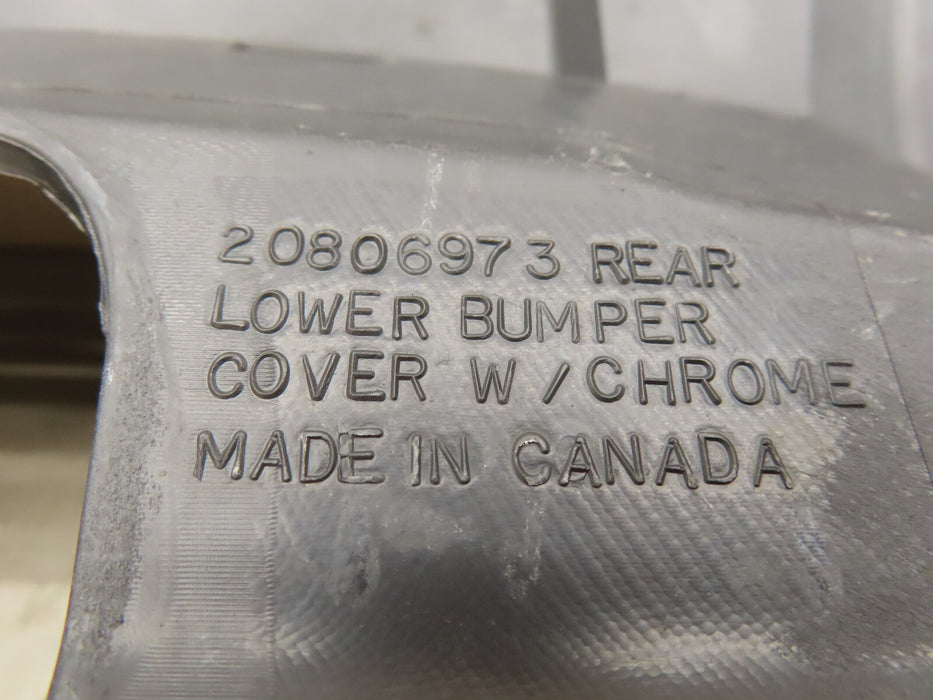 20806973 REAR
LOWER BUMPER
COVER W/CHROME
MADE IN CANADA